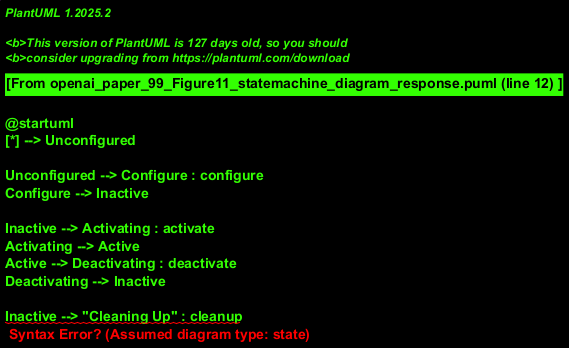 PlantUML 1.2025.2
<b>This version of PlantUML is 127 days old, so you should
<b>consider upgrading from https://plantuml.com/download
[From openai_paper_99_Figure11_statemachine_diagram_response.puml (line 12) ]
@startuml
[*] --> Unconfigured
Unconfigured --> Configure : configure
Configure --> Inactive
Inactive --> Activating : activate
Activating --> Active
Active --> Deactivating : deactivate
Deactivating --> Inactive
Inactive --> "Cleaning Up" : cleanup
Syntax Error? (Assumed diagram type: state)